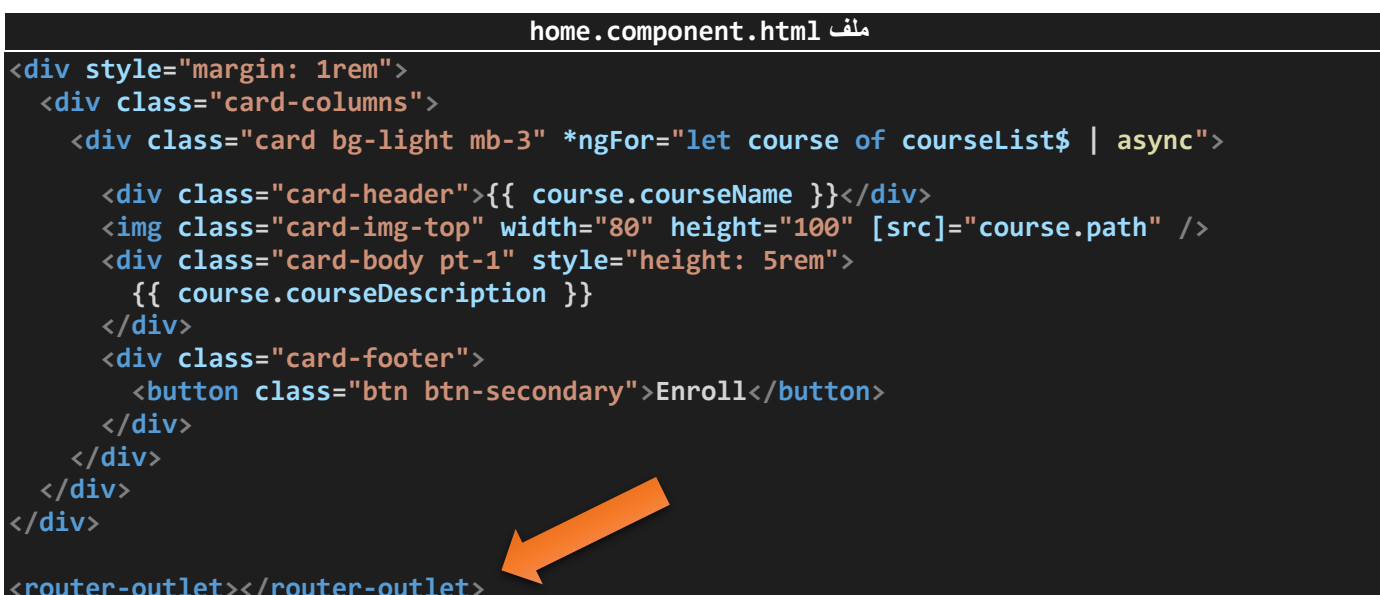 ملف home.component.html
<div style="margin: 1rem">
  <div class="card-columns">
    <div class="card bg-light mb-3" *ngFor="let course of courseList$ | async">
      <div class="card-header">{{ course.courseName }}</div>
      <img class="card-img-top" width="80" height="100" [src]="course.path" />
      <div class="card-body pt-1" style="height: 5rem">
        {{ course.courseDescription }}
      </div>
      <div class="card-footer">
        <button class="btn btn-secondary">Enroll</button>
      </div>
    </div>
  </div>
</div>
<router-outlet></router-outlet>